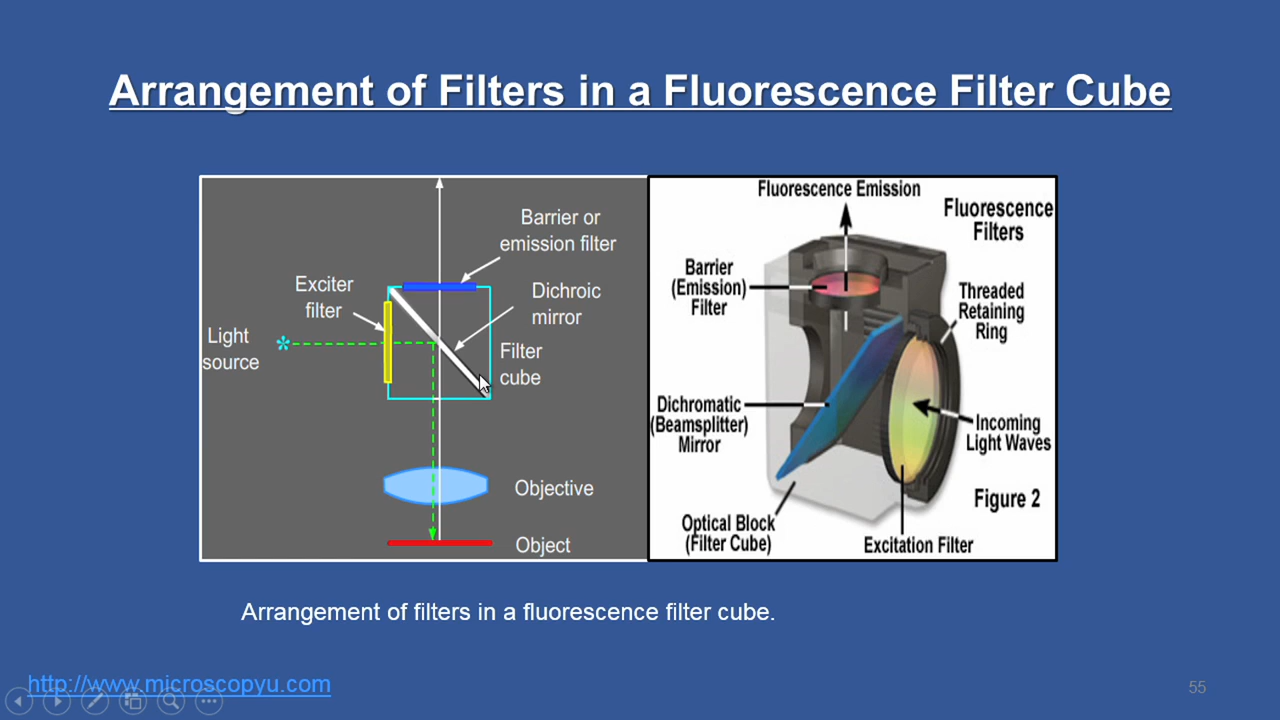 Arrangement of Filters in a Fluorescence Filter Cube
Barrier or
emission filter
Exciter
filter
Dichroic
mirror
Light
source
*
Filter
cube
Objective
Object
Fluorescence Emission
Fluorescence
Filters
Barrier
(Emission)
Filter
Threaded
Retaining
Ring
Dichromatic
(Beamsplitter)
Mirror
Incoming
Light Waves
Figure 2
Optical Block
(Filter Cube)
Excitation Filter
Arrangement of filters in a fluorescence filter cube.
http://www.microscopyu.com
55